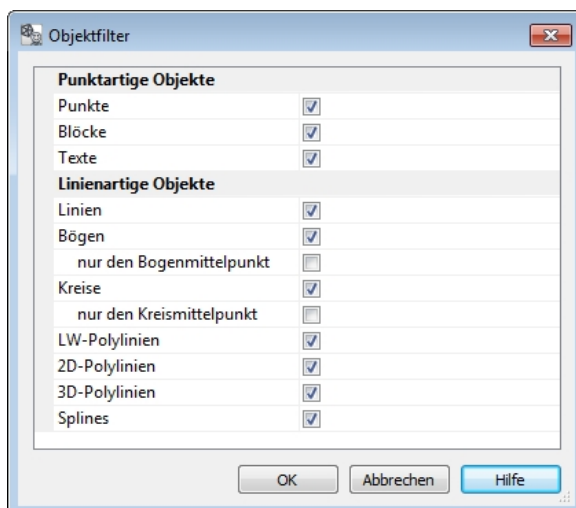 Objektfilter
Punktartige Objekte
Punkte
Blöcke
Texte
Linienartige Objekte
Linien
Bögen
nur den Bogenmittelpunkt
Kreise
nur den Kreismittelpunkt
LW-Polylinien
2D-Polylinien
3D-Polylinien
Splines
OK Abbrechen Hilfe